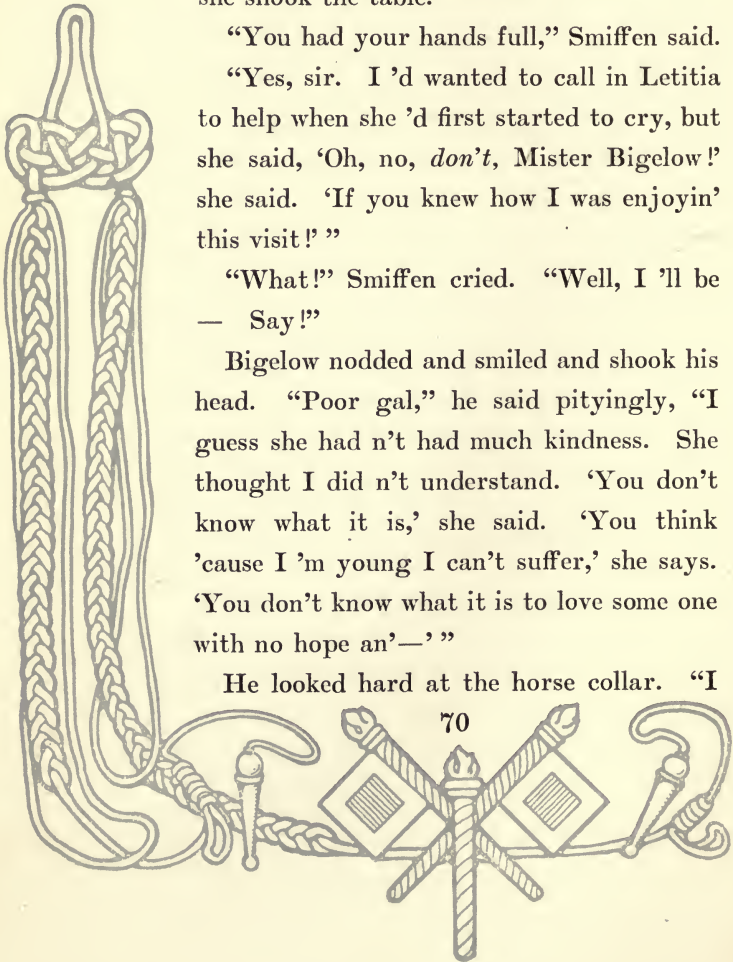 she shook the table.
“You had your hands full,” Smiffen said.
“Yes, sir. I ’d wanted to call in Letitia
to help when she ’d first started to cry, but
she said, ‘Oh, no, don’t, Mister Bigelow!’
she said. ‘If you knew how I was enjoyin’
this visit!’ ”
“What!” Smiffen cried. “Well, I ’ll be
— Say!”
Bigelow nodded and smiled and shook his
head. “Poor gal,” he said pityingly, “I
guess she had n’t had much kindness. She
thought I did n’t understand. ‘You don’t
know what it is,’ she said. ‘You think
’cause I ’m young I can’t suffer,’ she says.
‘You don’t know what it is to love some one
with no hope an’—’ ”
He looked hard at the horse collar. “I
70